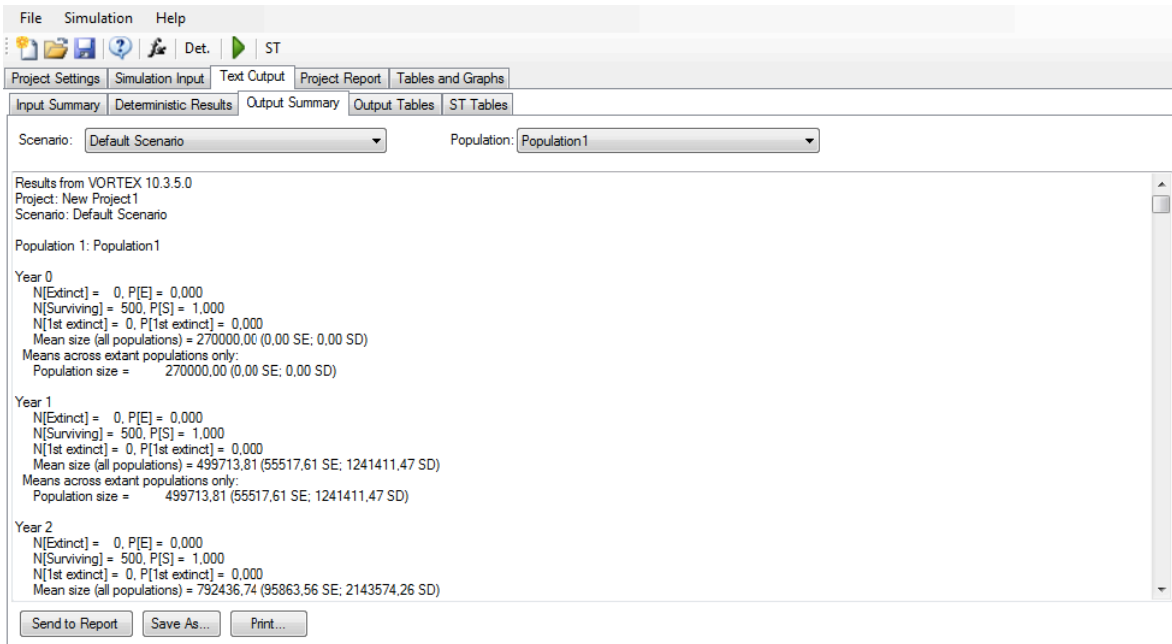 File Simulation Help
fx Det. ST
Project Settings Simulation Input Text Output Project Report Tables and Graphs
Input Summary Deterministic Results Output Summary Output Tables ST Tables
Scenario: Default Scenario Population: Population1
Results from VORTEX 10.3.5.0
Project: New Project1
Scenario: Default Scenario
Population 1: Population1
Year 0
N[Extinct] = 0, P[E] = 0,000
N[Surviving] = 500, P[S] = 1,000
N[1st extinct] = 0, P[1st extinct] = 0,000
Mean size (all populations) = 270000,00 (0,00 SE; 0,00 SD)
Means across extant populations only:
Population size = 270000,00 (0,00 SE; 0,00 SD)
Year 1
N[Extinct] = 0, P[E] = 0,000
N[Surviving] = 500, P[S] = 1,000
N[1st extinct] = 0, P[1st extinct] = 0,000
Mean size (all populations) = 499713,81 (55517,61 SE; 1241411,47 SD)
Means across extant populations only:
Population size = 499713,81 (55517,61 SE; 1241411,47 SD)
Year 2
N[Extinct] = 0, P[E] = 0,000
N[Surviving] = 500, P[S] = 1,000
N[1st extinct] = 0, P[1st extinct] = 0,000
Mean size (all populations) = 792436,74 (95863,56 SE; 2143574,26 SD)
Send to Report Save As... Print...